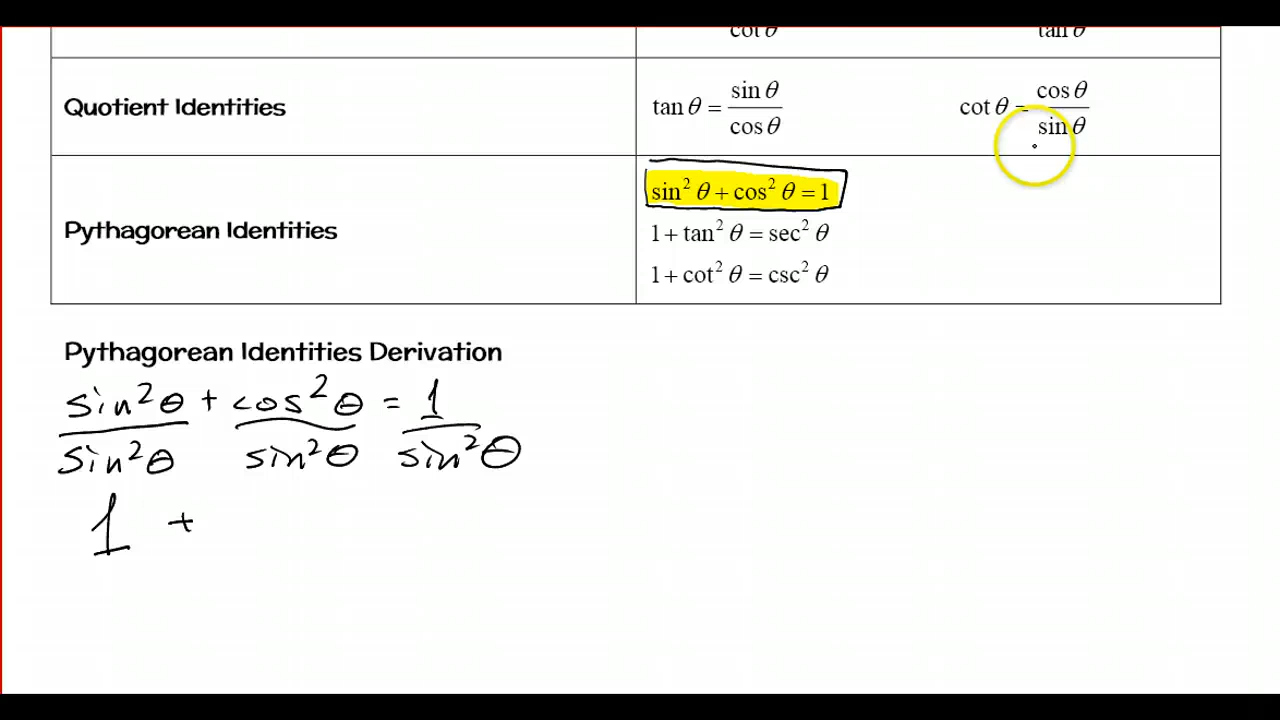 cot θ tan θ
Quotient Identities tan θ = sin θ / cos θ cot θ = cos θ / sin θ
sin² θ + cos² θ = 1
Pythagorean Identities 1 + tan² θ = sec² θ
1 + cot² θ = csc² θ
Pythagorean Identities Derivation
sin²θ + cos²θ = 1
sin²θ sin²θ sin²θ
1 +